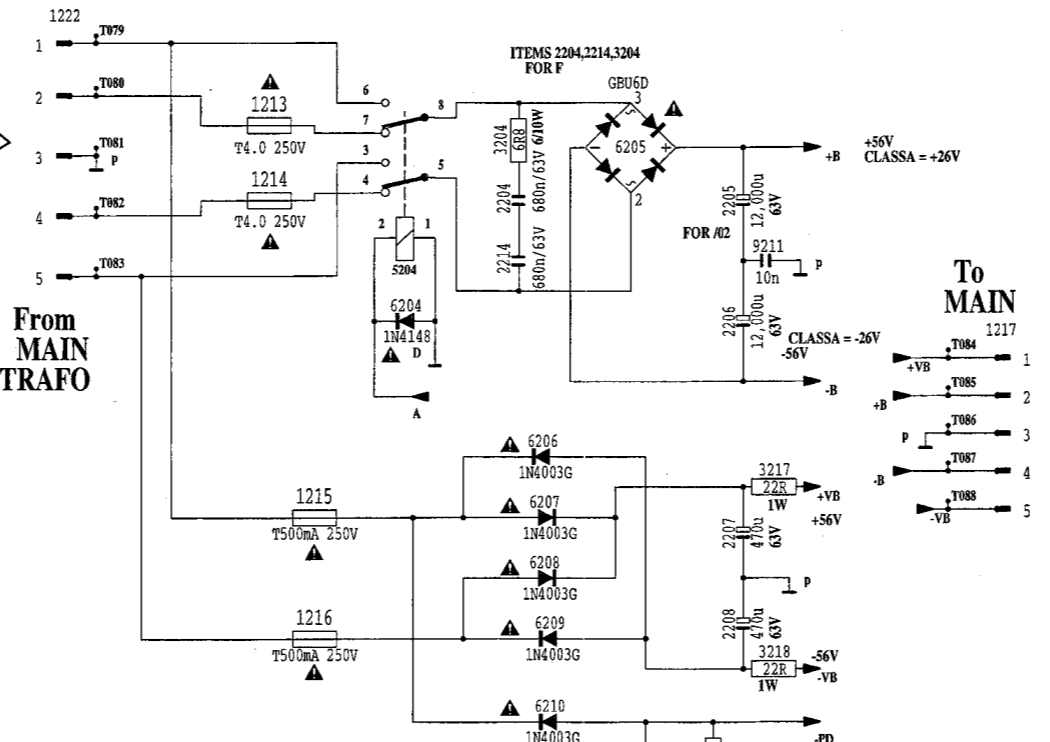 1222
1 T079
2 T080
3 T081
P
4 T082
5 T083
From
MAIN
TRAFO
1213
T4.0 250V
1214
T4.0 250V
6
7
8
3
4
5
2 1
5204
6204
1N4148
D
A
ITEMS 2204,2214,3204
FOR F
3204
6R8
6/10W
2204
680n/63V
2214
680n/63V
GBU6D
3
6205
- +
2
+B
+56V
CLASSA = +26V
2205
12,000u
63V
FOR /02
9211
10n
P
2206
12,000u
63V
CLASSA = -26V
-56V
-B
To
MAIN
1217
+VB T084 1
+B T085 2
P T086 3
-B T087 4
-VB T088 5
1215
T500mA 250V
1216
T500mA 250V
6206
1N4003G
6207
1N4003G
6208
1N4003G
6209
1N4003G
6210
1N4003G
3217
22R
1W
+VB
+56V
2207
470u
63V
P
2208
470u
63V
3218
22R
1W
-56V
-VB
-PD